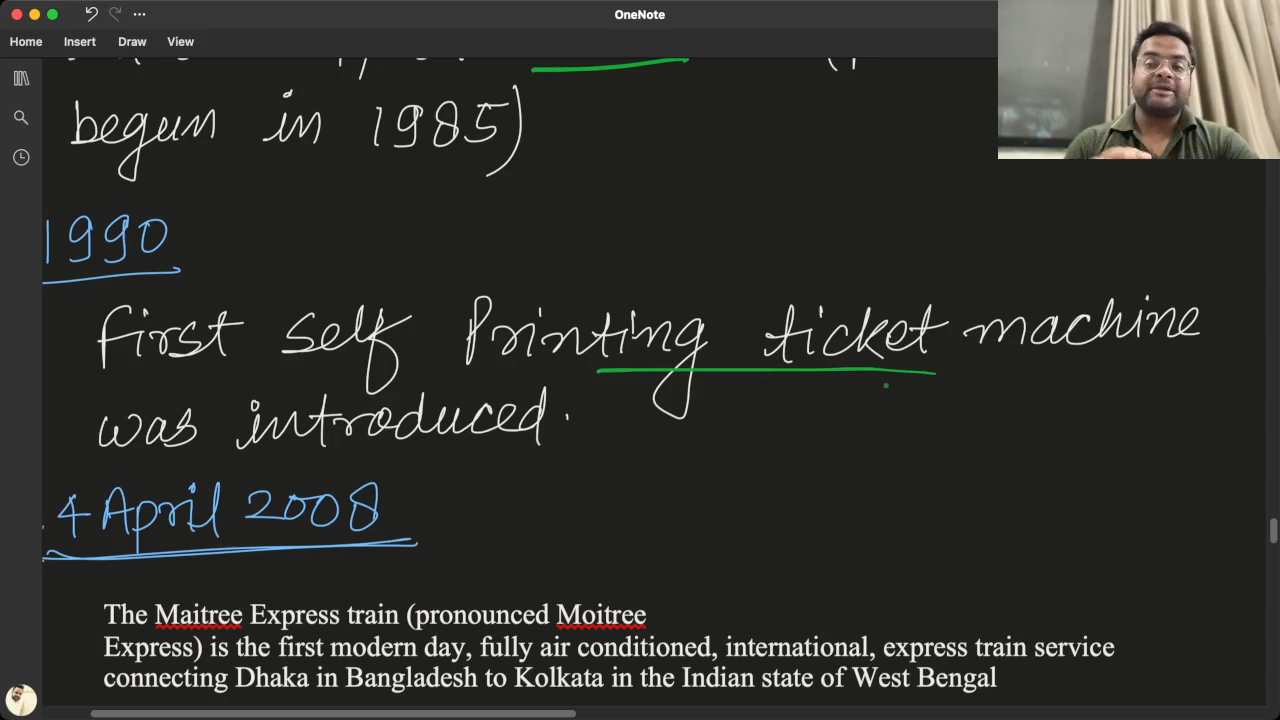 OneNote
Home Insert Draw View
begun in 1985)
1990
First self Printing ticket machine
was introduced.
4 April 2008
The Maitree Express train (pronounced Moitree
Express) is the first modern day, fully air conditioned, international, express train service
connecting Dhaka in Bangladesh to Kolkata in the Indian state of West Bengal